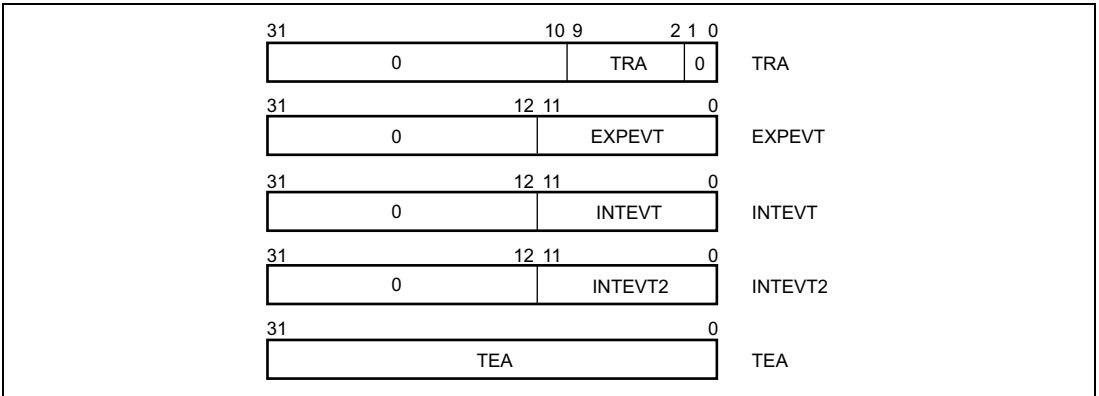 31 10 9 2 1 0
0 TRA 0 TRA
31 12 11 0
0 EXPEVT EXPEVT
31 12 11 0
0 INTEVT INTEVT
31 12 11 0
0 INTEVT2 INTEVT2
31 0
TEA TEA